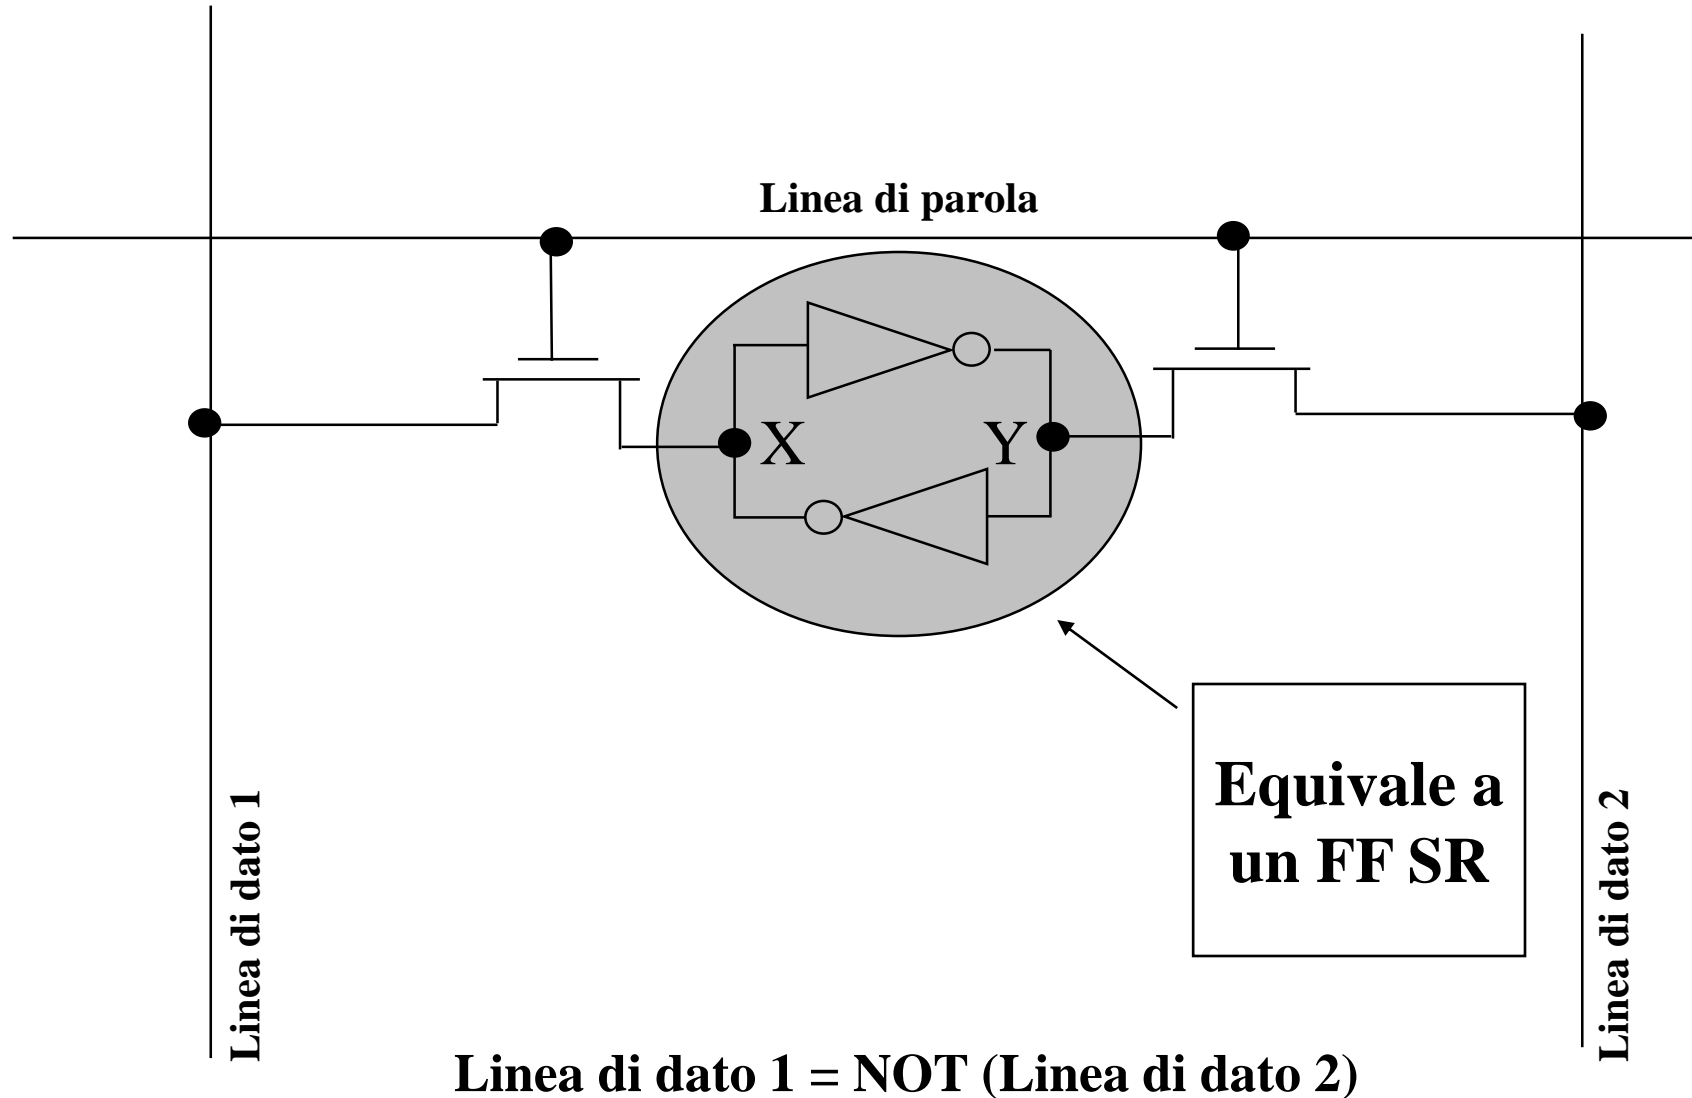 Linea di parola
X
Y
Equivale a
un FF SR
Linea di dato 1
Linea di dato 2
Linea di dato 1 = NOT (Linea di dato 2)